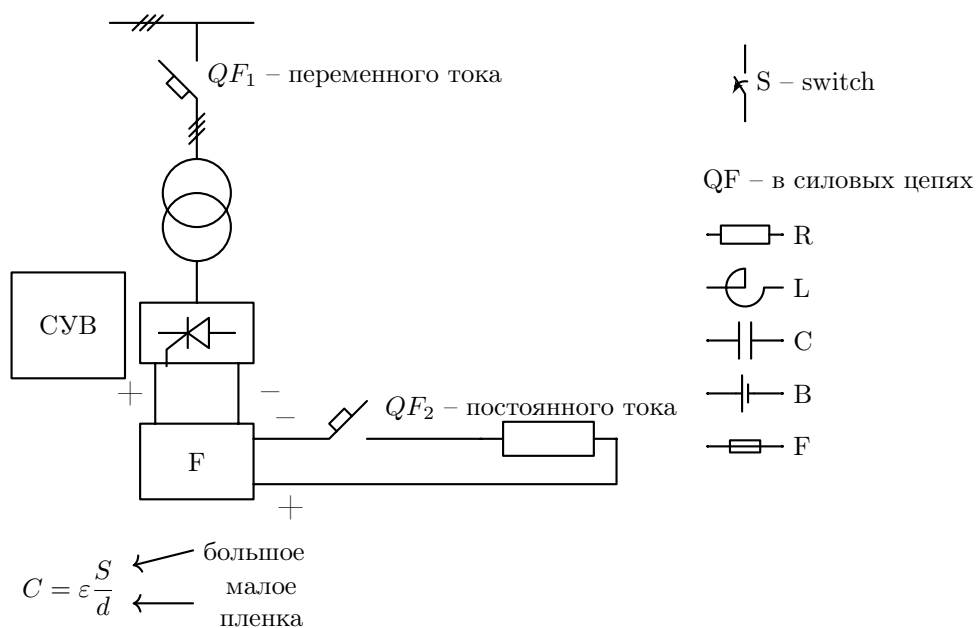 QF₁ – переменного тока
S – switch
QF – в силовых цепях
R
L
СУВ
C
+ −
B
− QF₂ – постоянного тока
F
F
+
C = ε S/d
большое
малое
пленка